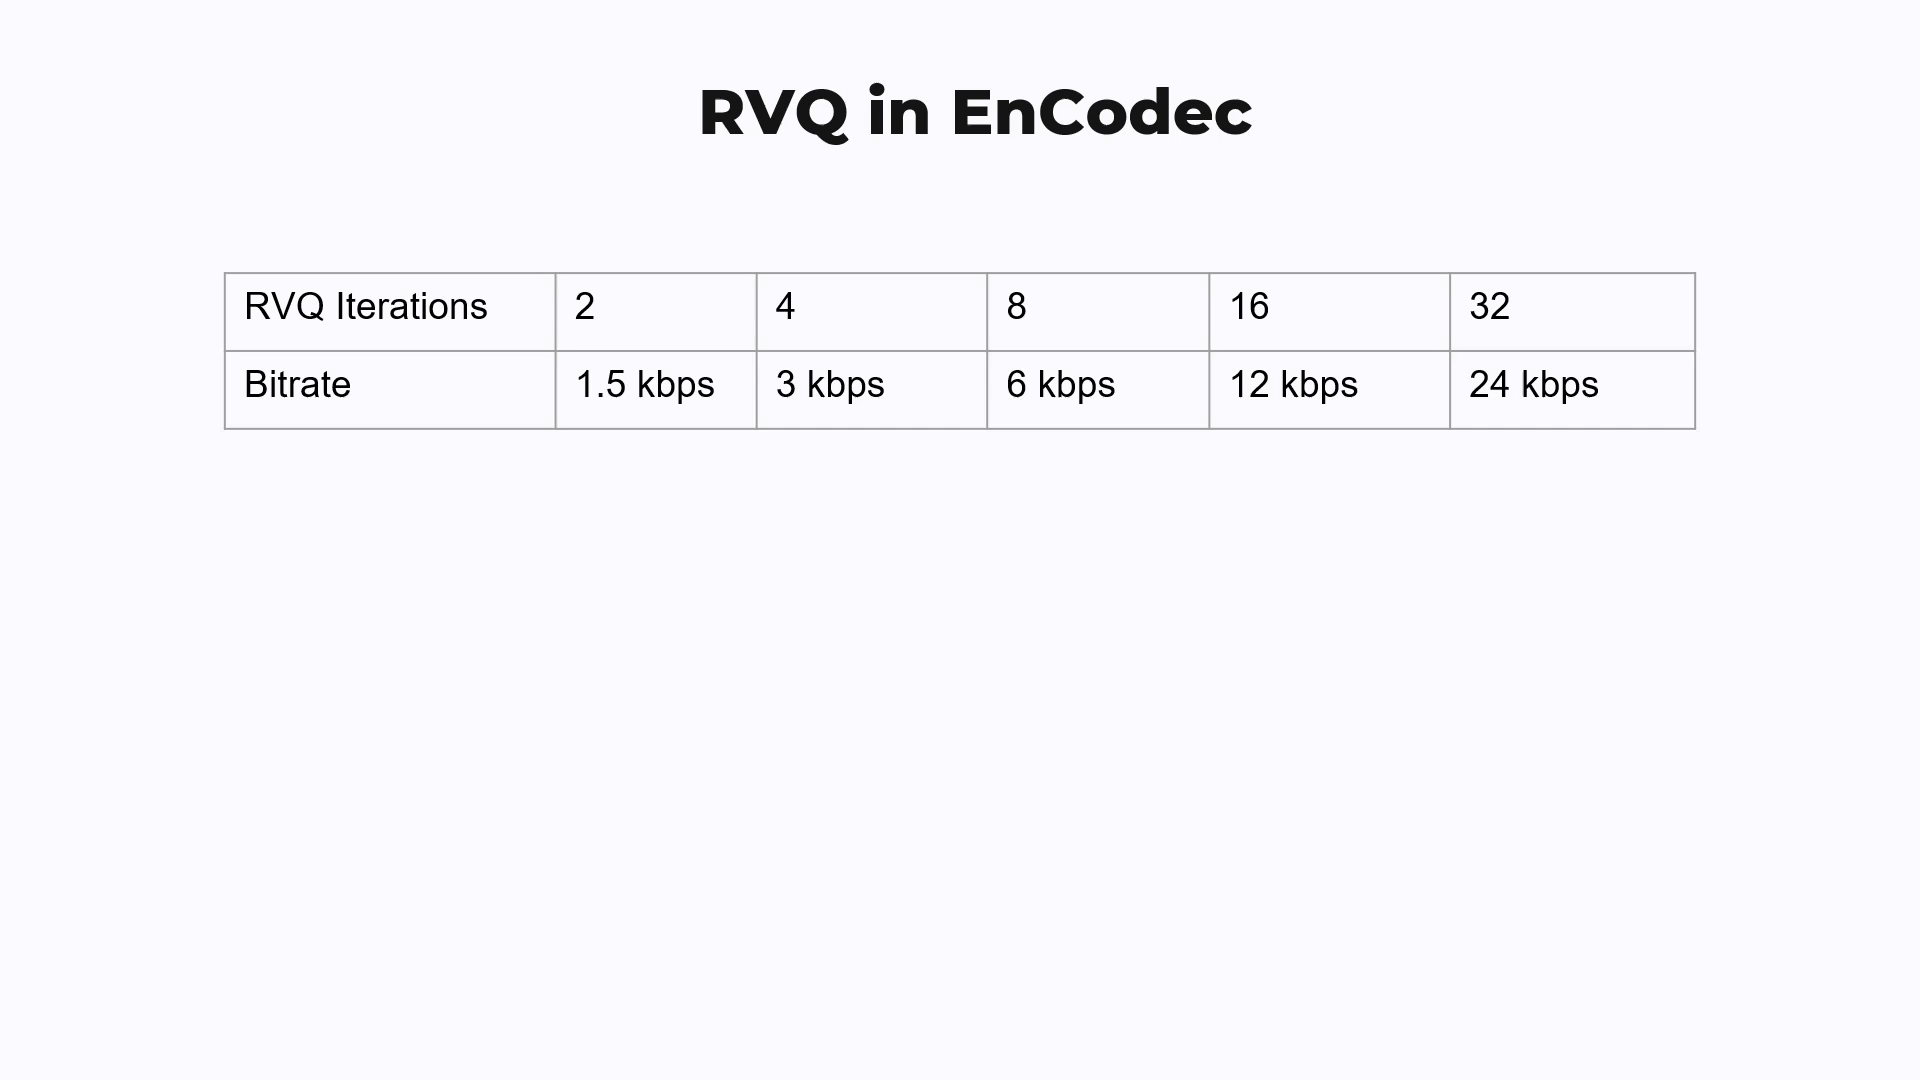 RVQ in EnCodec
RVQ Iterations 2 4 8 16 32
Bitrate 1.5 kbps 3 kbps 6 kbps 12 kbps 24 kbps